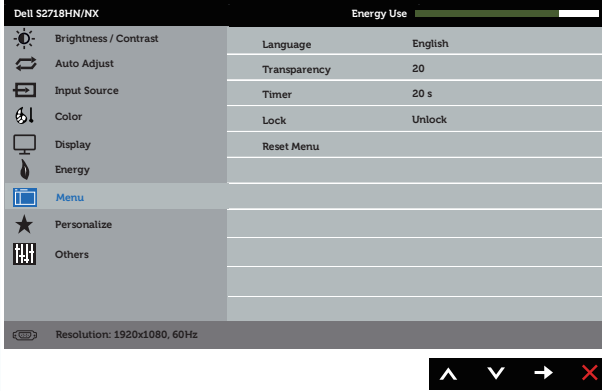 Dell S2718HN/NX Energy Use
Brightness / Contrast
Auto Adjust
Input Source
Color
Display
Energy
Menu
Personalize
Others
Language English
Transparency 20
Timer 20 s
Lock Unlock
Reset Menu
Resolution: 1920x1080, 60Hz